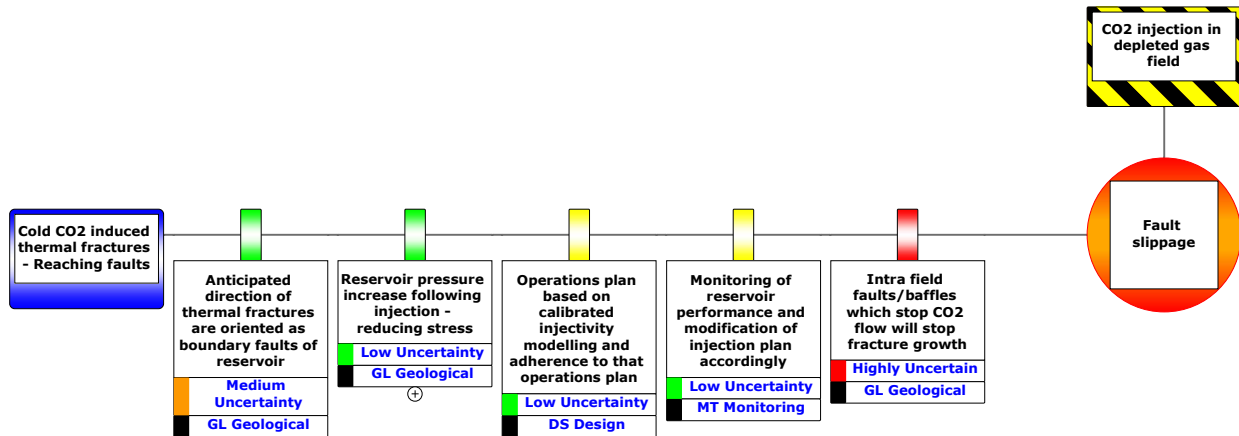 CO2 injection in
depleted gas
field
Cold CO2 induced
thermal fractures
- Reaching faults
Fault
slippage
Anticipated
direction of
thermal fractures
are oriented as
boundary faults of
reservoir
Medium
Uncertainty
GL Geological
Reservoir pressure
increase following
injection -
reducing stress
Low Uncertainty
GL Geological
Operations plan
based on
calibrated
injectivity
modelling and
adherence to that
operations plan
Low Uncertainty
DS Design
Monitoring of
reservoir
performance and
modification of
injection plan
accordingly
Low Uncertainty
MT Monitoring
Intra field
faults/baffles
which stop CO2
flow will stop
fracture growth
Highly Uncertain
GL Geological